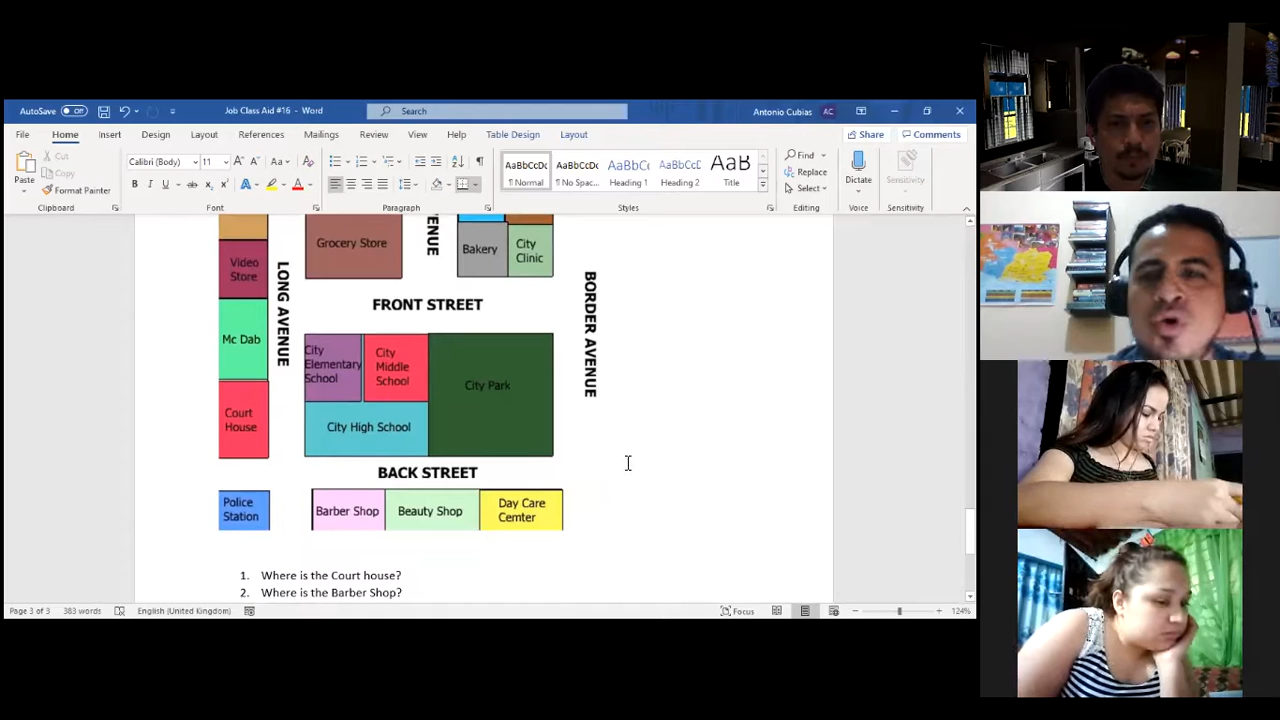 AutoSave Off Job Class Aid #16 - Word Search Antonio Cubias AC
File Home Insert Design Layout References Mailings Review View Help Table Design Layout Share Comments
Paste Cut Copy Format Painter
Calibri (Body) 11 Aa
B I U ab
AaBbCcDc AaBbCcDc AaBbCc AaBbCcC AaB
¶ Normal ¶ No Spac... Heading 1 Heading 2 Title
Find Replace Select
Dictate Sensitivity
Clipboard Font Paragraph Styles Editing Voice Sensitivity
Grocery Store
ENUE
Bakery
City
Clinic
Video
Store
LONG AVENUE
FRONT STREET
BORDER AVENUE
Mc Dab
City
Elementary
School
City
Middle
School
City Park
Court
House
City High School
BACK STREET
Police
Station
Barber Shop
Beauty Shop
Day Care
Cemter
1. Where is the Court house?
2. Where is the Barber Shop?
Page 3 of 3 383 words English (United Kingdom) Focus 124%